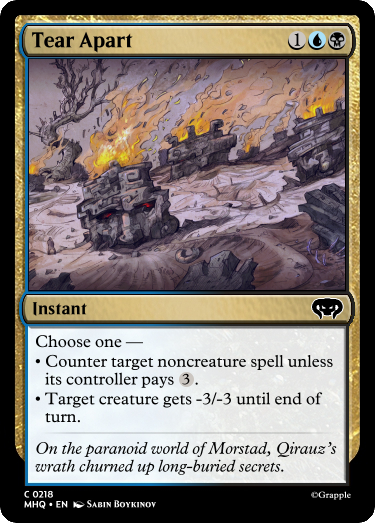 Tear Apart 1
Instant
Choose one —
• Counter target noncreature spell unless
its controller pays 3.
• Target creature gets -3/-3 until end of
turn.
On the paranoid world of Morstad, Qirauz's
wrath churned up long-buried secrets.
C 0218 ©Grapple
MHQ • EN Sabin Boykinov